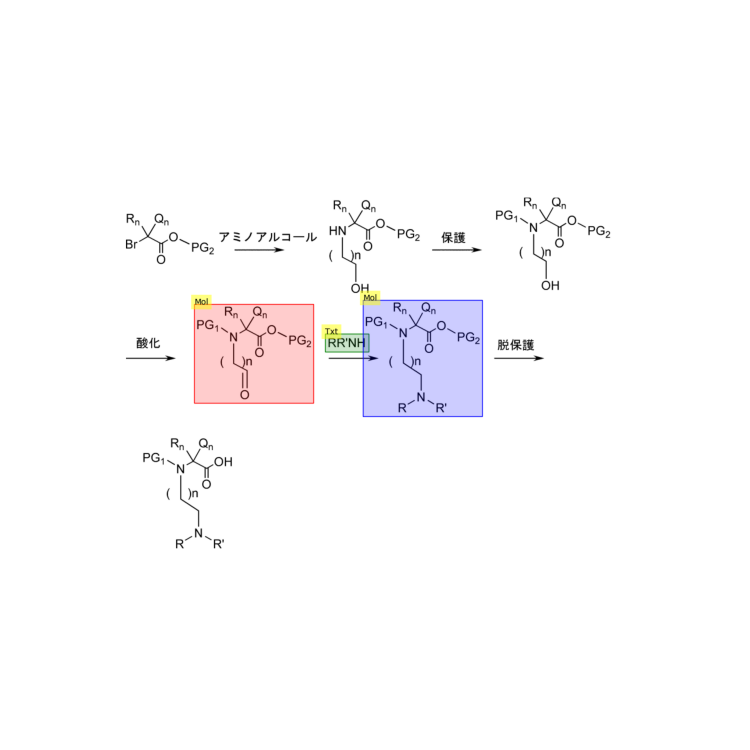 Rn Qn
Br O PG2
O
アミノアルコール
Rn Qn
HN O PG2
O
( )n
OH
保護
Rn Qn
PG1 N O PG2
O
( )n
OH
酸化
Mol
Rn Qn
PG1 N O PG2
O
( )n
O
Txt
RR'NH
Mol
Rn Qn
PG1 N O PG2
O
( )n
N
R R'
脱保護
Rn Qn
PG1 N OH
O
( )n
N
R R'